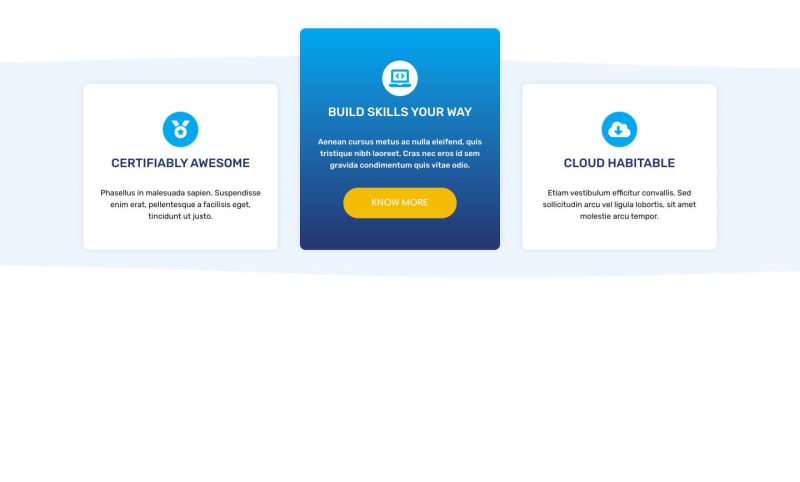 CERTIFIABLY AWESOME
Phasellus in malesuada sapien. Suspendisse
enim erat, pellentesque a facilisis eget,
tincidunt ut justo.
BUILD SKILLS YOUR WAY
Aenean cursus metus ac nulla eleifend, quis
tristique nibh laoreet. Cras nec eros id sem
gravida condimentum quis vitae odio.
KNOW MORE
CLOUD HABITABLE
Etiam vestibulum efficitur convallis. Sed
sollicitudin arcu vel ligula lobortis, sit amet
molestie arcu tempor.